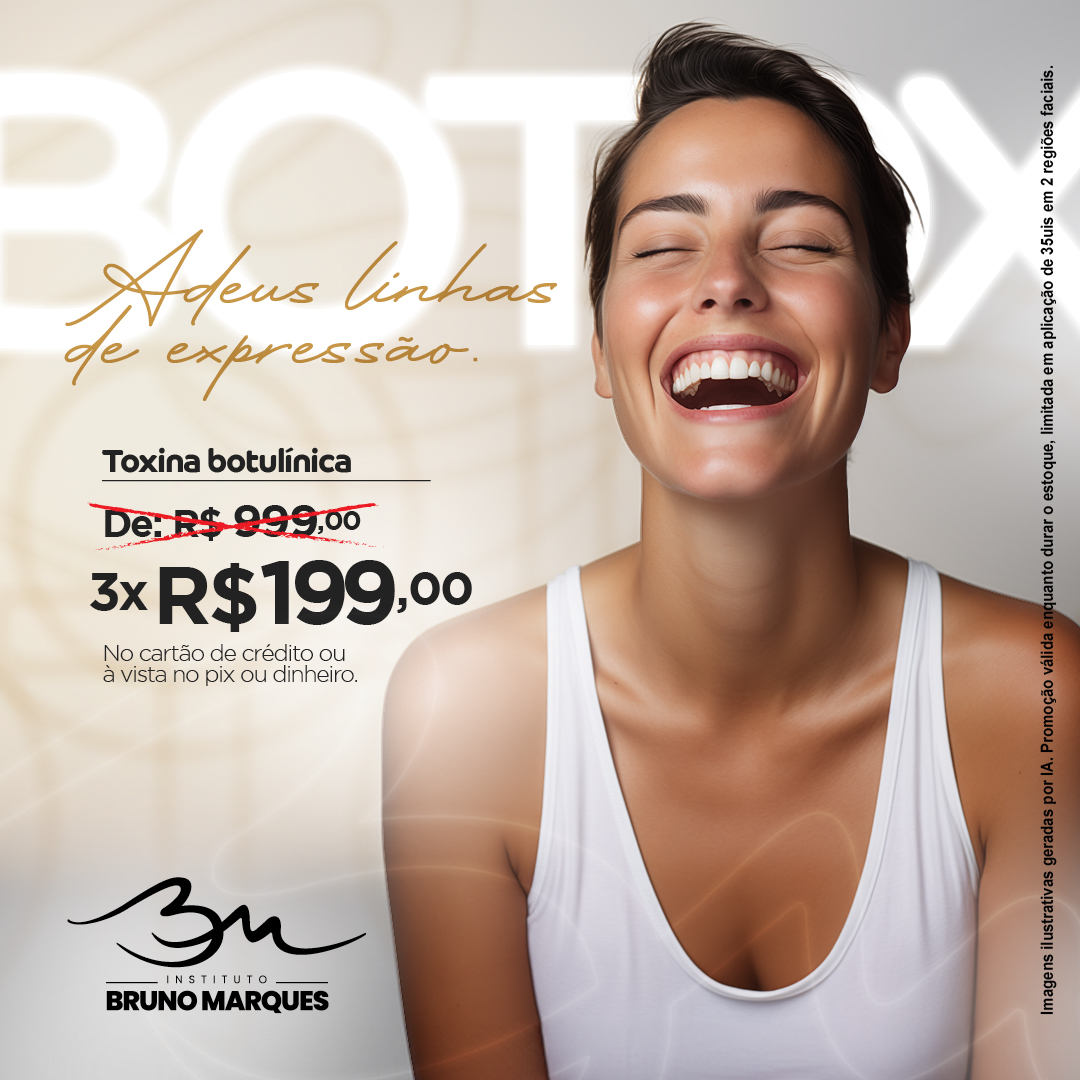 BOTOX
Adeus linhas
de expressão.
Toxina botulínica
De: R$ 999,00
3x R$199,00
No cartão de crédito ou
à vista no pix ou dinheiro.
Bm
INSTITUTO
BRUNO MARQUES
Imagens ilustrativas geradas por IA. Promoção válida enquanto durar o estoque, limitada em aplicação de 35uis em 2 regiões faciais.